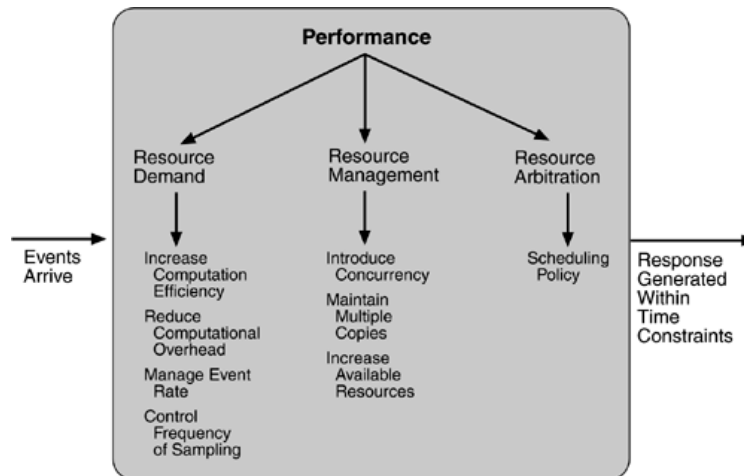 Performance
Resource
Demand
Resource
Management
Resource
Arbitration
Events
Arrive
Increase
Computation
Efficiency
Reduce
Computational
Overhead
Manage Event
Rate
Control
Frequency
of Sampling
Introduce
Concurrency
Maintain
Multiple
Copies
Increase
Available
Resources
Scheduling
Policy
Response
Generated
Within
Time
Constraints